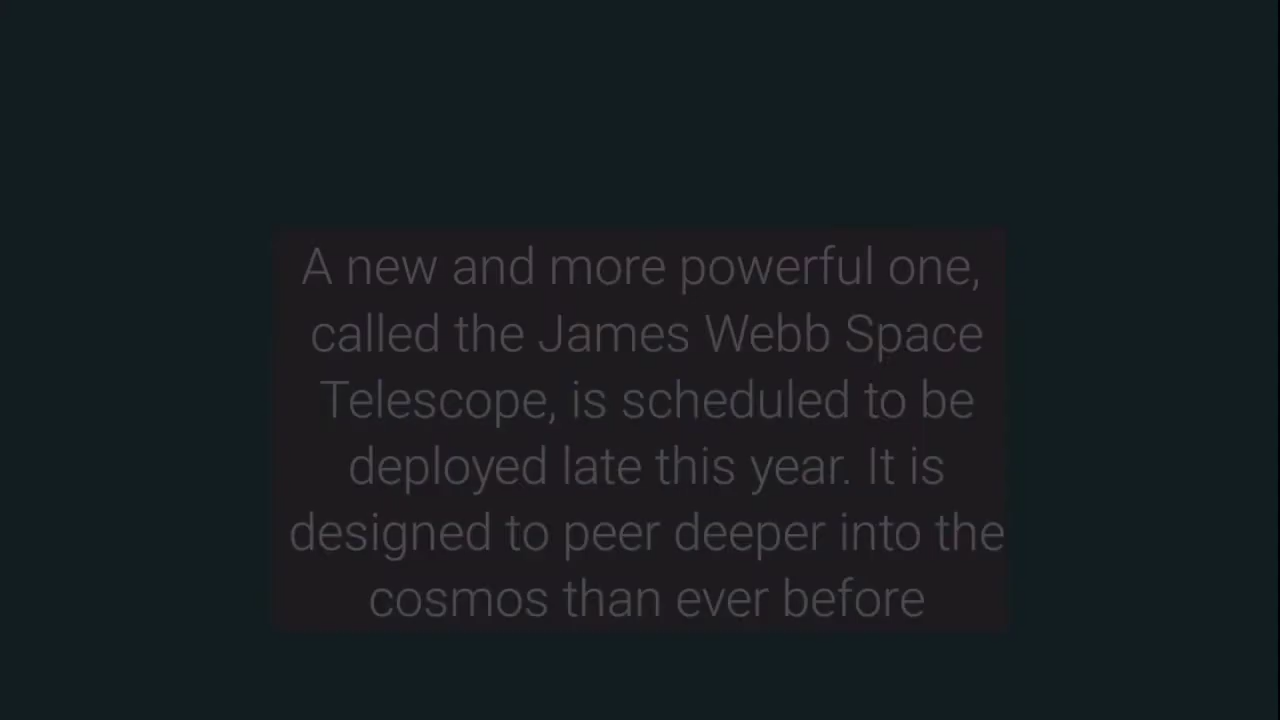 A new and more powerful one,
called the James Webb Space
Telescope, is scheduled to be
deployed late this year. It is
designed to peer deeper into the
cosmos than ever before